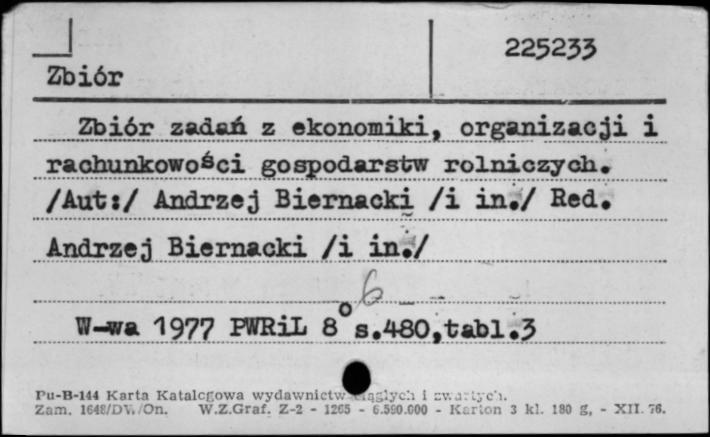 225233
Zbiór
Zbiór zadań z ekonomiki, organizacji i
rachunkowości gospodarstw rolniczych.
/Aut:/ Andrzej Biernacki /i in./ Red.
Andrzej Biernacki /i in./
6
W-wa 1977 PWRiL 8° s.480,tabl.3
Pu-B-144 Karta Katalogowa wydawnictw ciągłych i zwartych.
Zam. 1648/DW/On. W.Z.Graf. Z-2 - 1265 - 6.500.000 - Karton 3 kl. 180 g, - XII. 76.